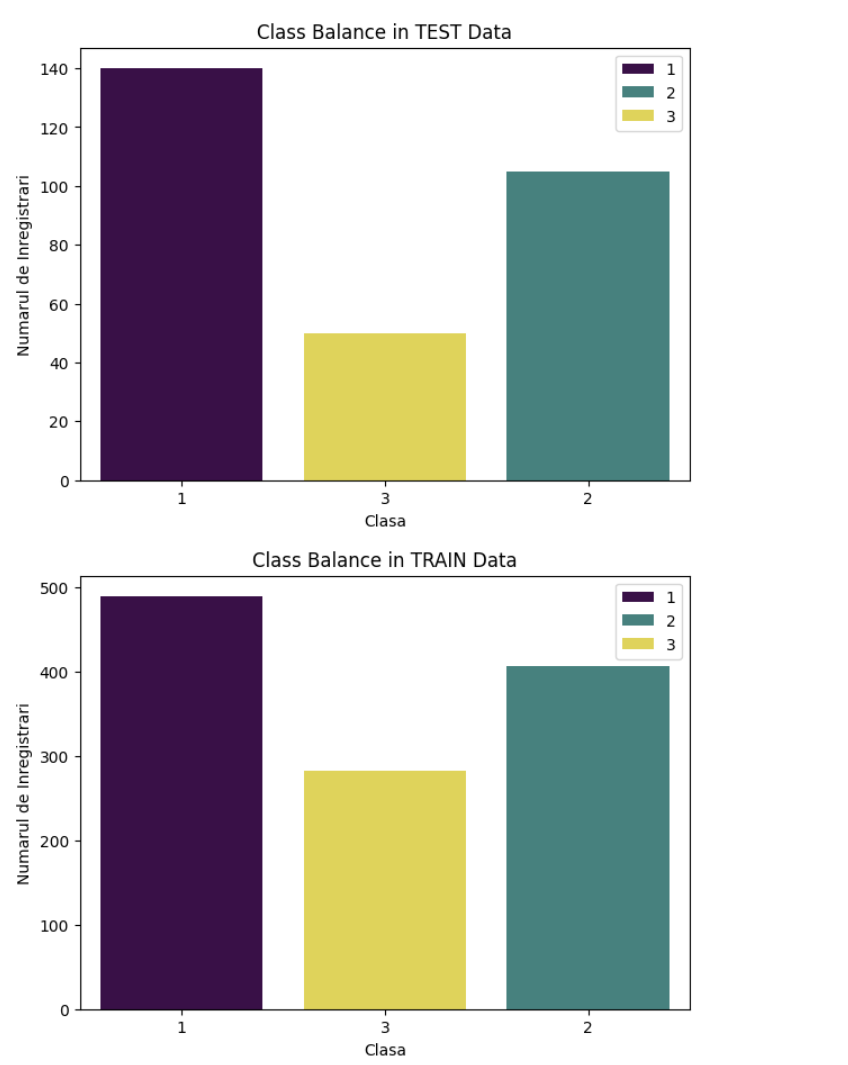 Class Balance in TEST Data
1
2
3
140
120
100
80
60
40
20
0
Numarul de Inregistrari
1 3 2
Clasa
Class Balance in TRAIN Data
1
2
3
500
400
300
200
100
0
Numarul de Inregistrari
1 3 2
Clasa